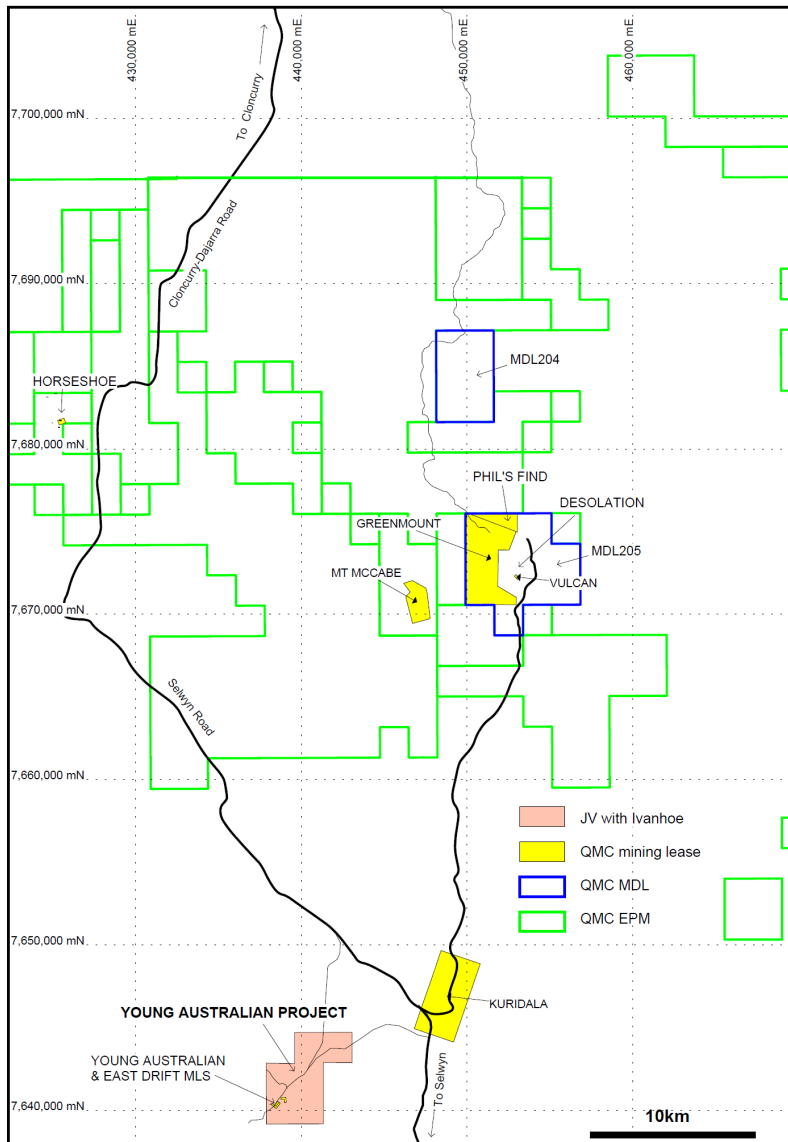 430,000 mE
440,000 mE
450,000 mE
460,000 mE
7,700,000 mN
To Cloncurry
Cloncurry-Dajarra Road
7,690,000 mN
MDL204
HORSESHOE
7,680,000 mN
PHIL'S FIND
DESOLATION
GREENMOUNT
MDL205
MT MCCABE
VULCAN
7,670,000 mN
Selwyn Road
7,660,000 mN
JV with Ivanhoe
QMC mining lease
QMC MDL
QMC EPM
7,650,000 mN
KURIDALA
YOUNG AUSTRALIAN PROJECT
YOUNG AUSTRALIAN
& EAST DRIFT MLS
To Selwyn
7,640,000 mN
10km